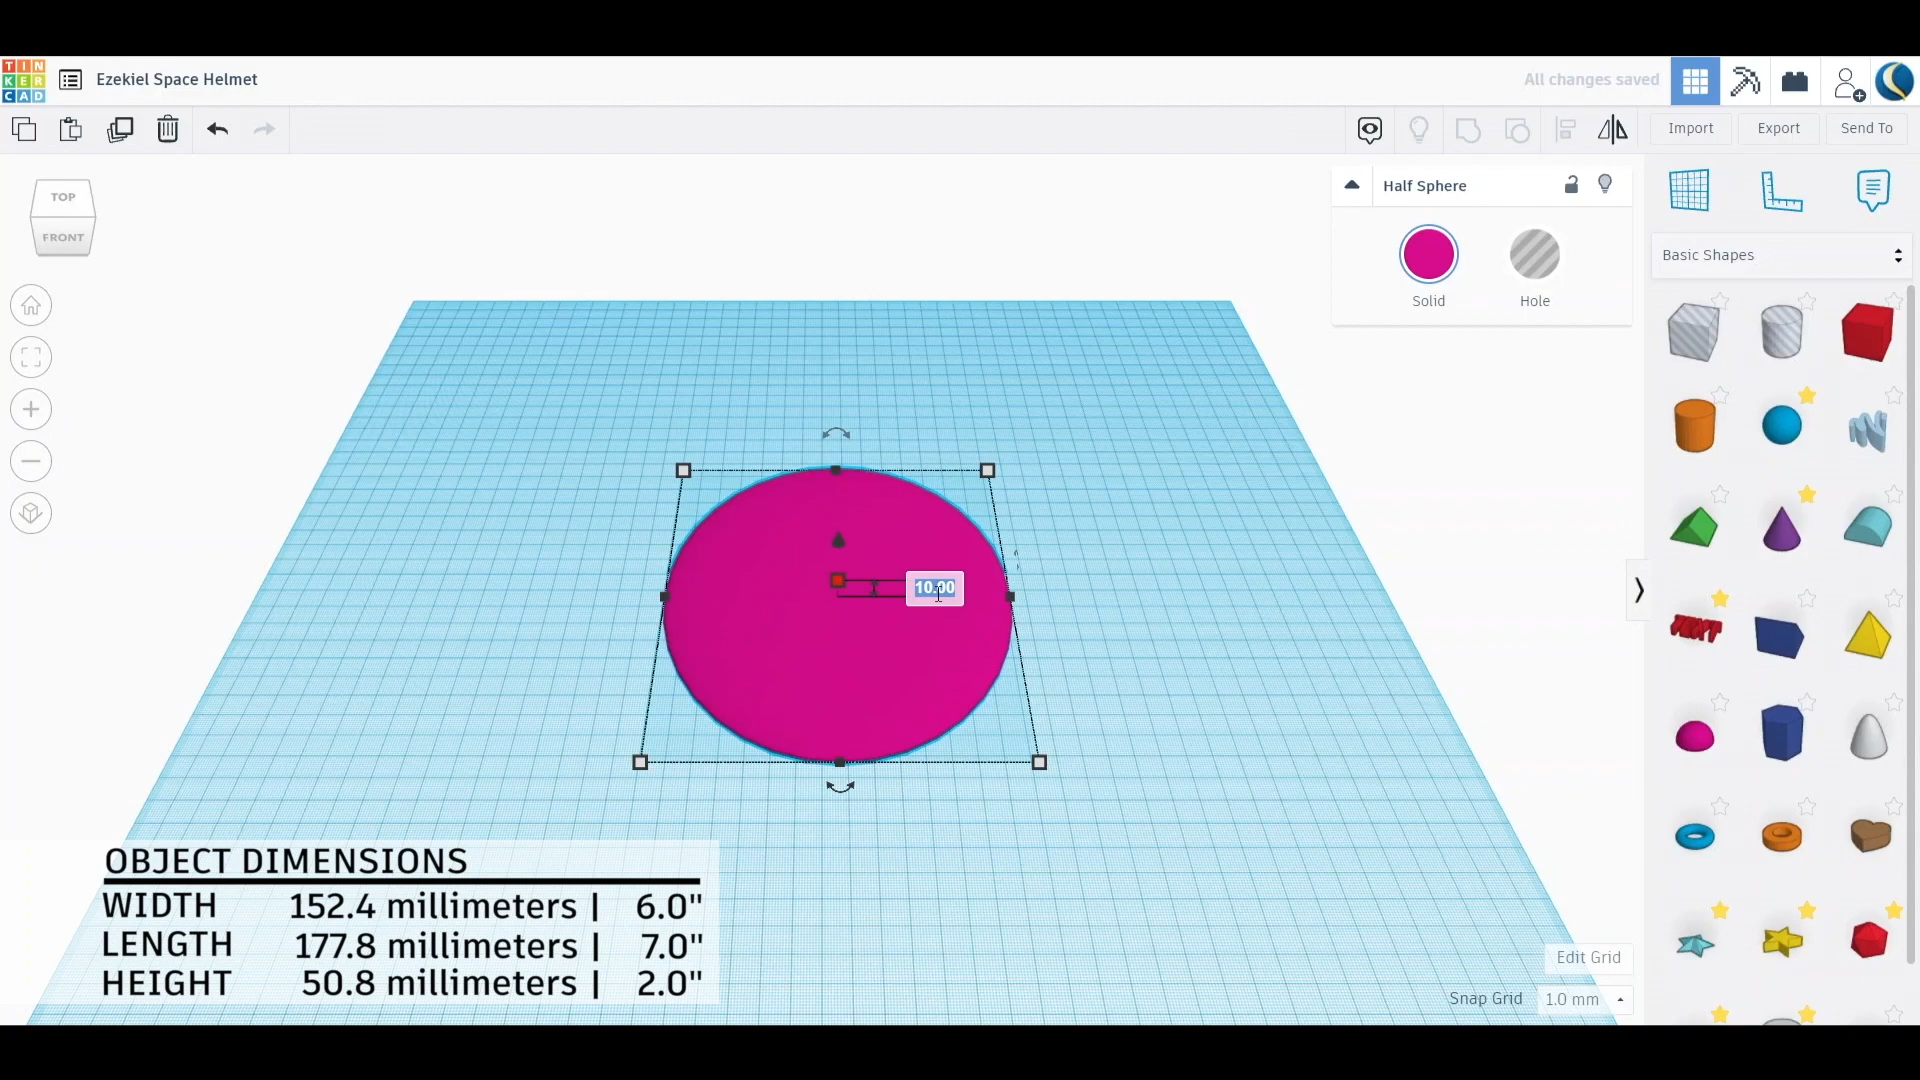 TIN
KER
CAD
Ezekiel Space Helmet
All changes saved
Import
Export
Send To
TOP
FRONT
Half Sphere
Solid
Hole
Basic Shapes
TEXT
10.00
OBJECT DIMENSIONS
WIDTH 152.4 millimeters | 6.0"
LENGTH 177.8 millimeters | 7.0"
HEIGHT 50.8 millimeters | 2.0"
Edit Grid
Snap Grid 1.0 mm